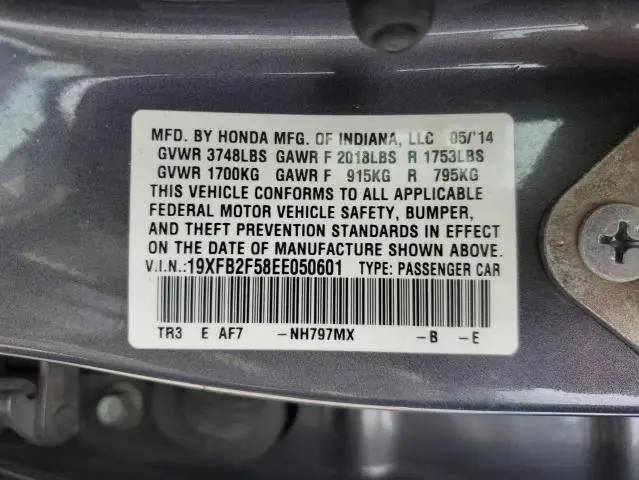 MFD. BY HONDA MFG. OF INDIANA, LLC 05/'14
GVWR 3748LBS GAWR F 2018LBS R 1753LBS
GVWR 1700KG GAWR F 915KG R 795KG
THIS VEHICLE CONFORMS TO ALL APPLICABLE
FEDERAL MOTOR VEHICLE SAFETY, BUMPER,
AND THEFT PREVENTION STANDARDS IN EFFECT
ON THE DATE OF MANUFACTURE SHOWN ABOVE.
V.I.N.:19XFB2F58EE050601 TYPE: PASSENGER CAR
TR3 E AF7 -NH797MX -B -E